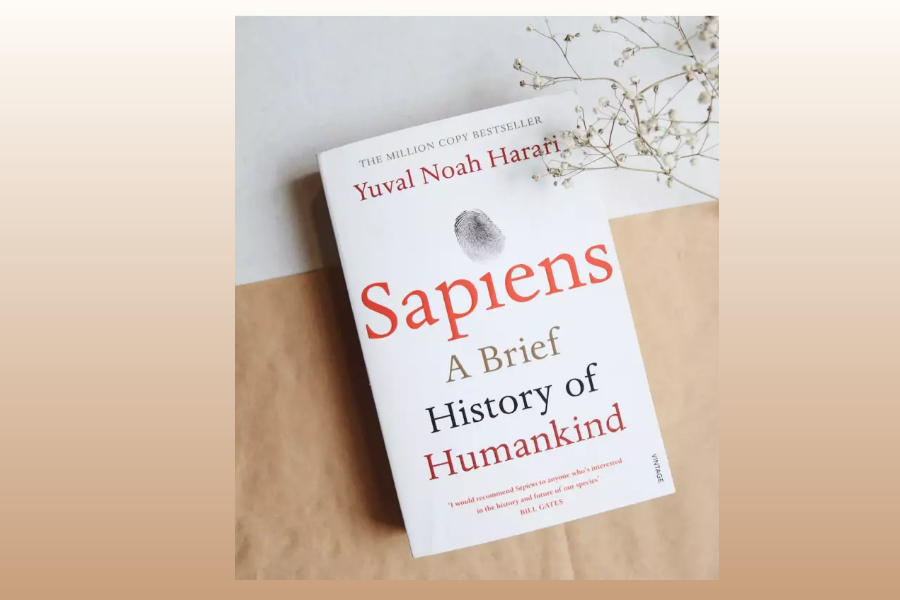 THE MILLION COPY BESTSELLER
Yuval Noah Harari
Sapiens
A Brief
History of
Humankind
'I would recommend Sapiens to anyone who's interested
in the history and future of our species'
BILL GATES
VINTAGE